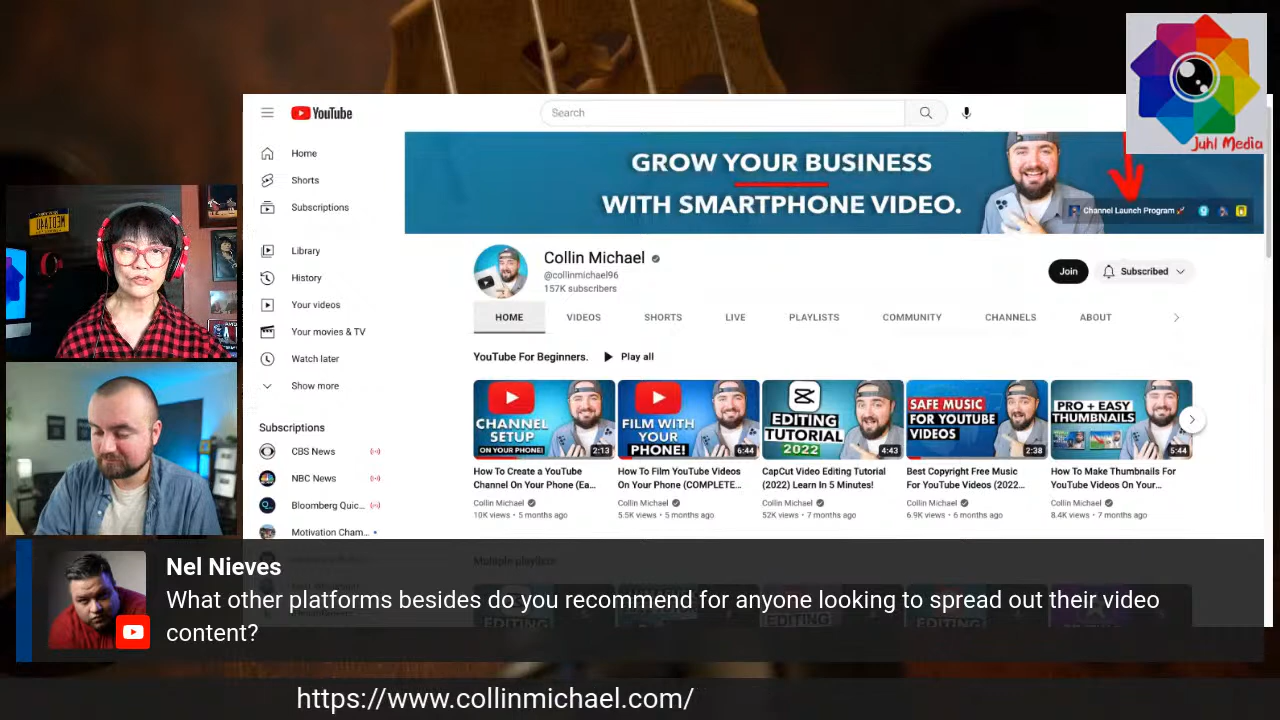 Juhl Media
YouTube
Search
GROW YOUR BUSINESS
WITH SMARTPHONE VIDEO.
Channel Launch Program
Home
Shorts
Subscriptions
Library
History
Your videos
Your movies & TV
Watch later
Show more
Subscriptions
CBS News
NBC News
Bloomberg Quic...
Motivation Cham...
Collin Michael
@collinmichael96
157K subscribers
Join
Subscribed
HOME VIDEOS SHORTS LIVE PLAYLISTS COMMUNITY CHANNELS ABOUT
YouTube For Beginners. Play all
CHANNEL
SETUP
ON YOUR PHONE!
2:13
How To Create a YouTube
Channel On Your Phone (Ea...
Collin Michael
10K views • 5 months ago
FILM WITH
YOUR
PHONE!
6:44
How To Film YouTube Videos
On Your Phone (COMPLETE...
Collin Michael
5.5K views • 5 months ago
EDITING
TUTORIAL
2022
4:43
CapCut Video Editing Tutorial
(2022) Learn In 5 Minutes!
Collin Michael
52K views • 7 months ago
SAFE MUSIC
FOR YOUTUBE
VIDEOS
2:38
Best Copyright Free Music
For YouTube Videos (2022...
Collin Michael
6.9K views • 6 months ago
PRO + EASY
THUMBNAILS
5:44
How To Make Thumbnails For
YouTube Videos On Your...
Collin Michael
8.4K views • 7 months ago
Multiple playlists
EDITING
EDITING
EDITING
Nel Nieves
What other platforms besides do you recommend for anyone looking to spread out their video
content?
https://www.collinmichael.com/